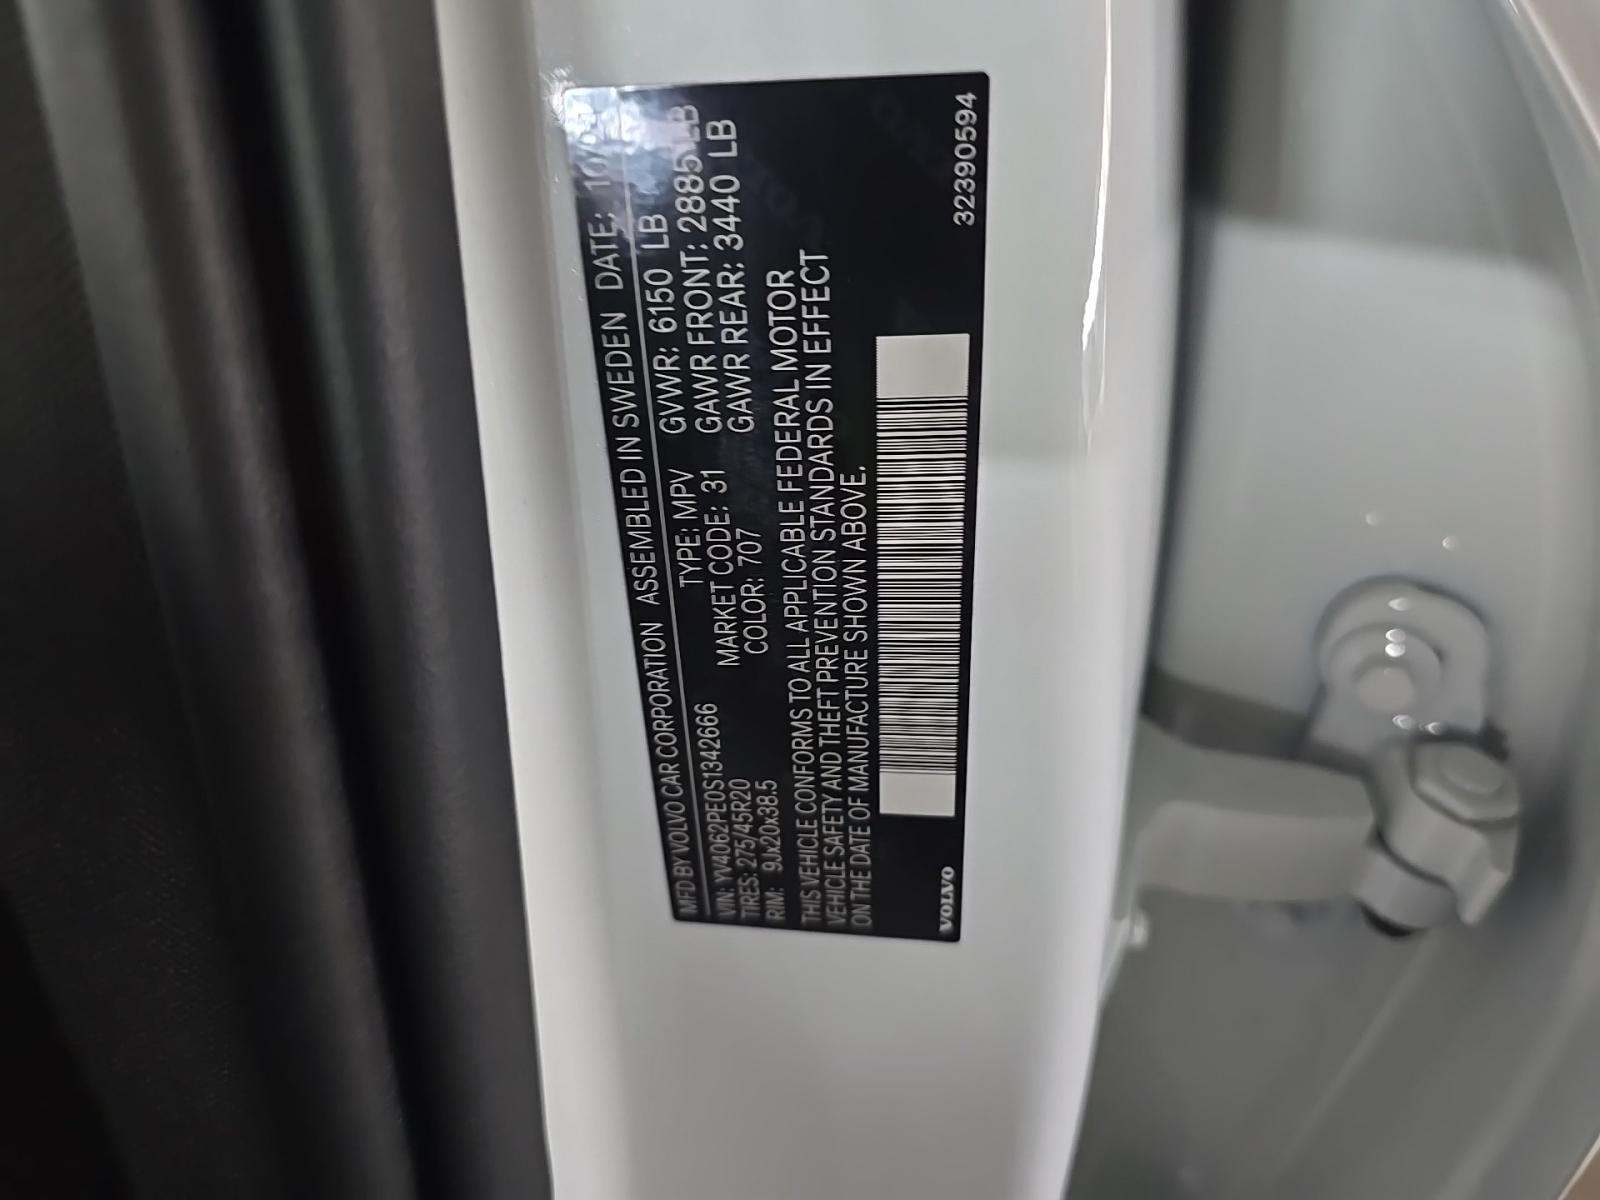 MFD BY VOLVO CAR CORPORATION ASSEMBLED IN SWEDEN DATE: 10/
VIN: YV4062PE0S1342666 TYPE: MPV GVWR: 6150 LB
TIRES: 275/45R20 MARKET CODE: 31 GAWR FRONT: 2885 LB
RIM: 9Jx20x38.5 COLOR: 707 GAWR REAR: 3440 LB
THIS VEHICLE CONFORMS TO ALL APPLICABLE FEDERAL MOTOR
VEHICLE SAFETY AND THEFT PREVENTION STANDARDS IN EFFECT
ON THE DATE OF MANUFACTURE SHOWN ABOVE.
VOLVO 32390594